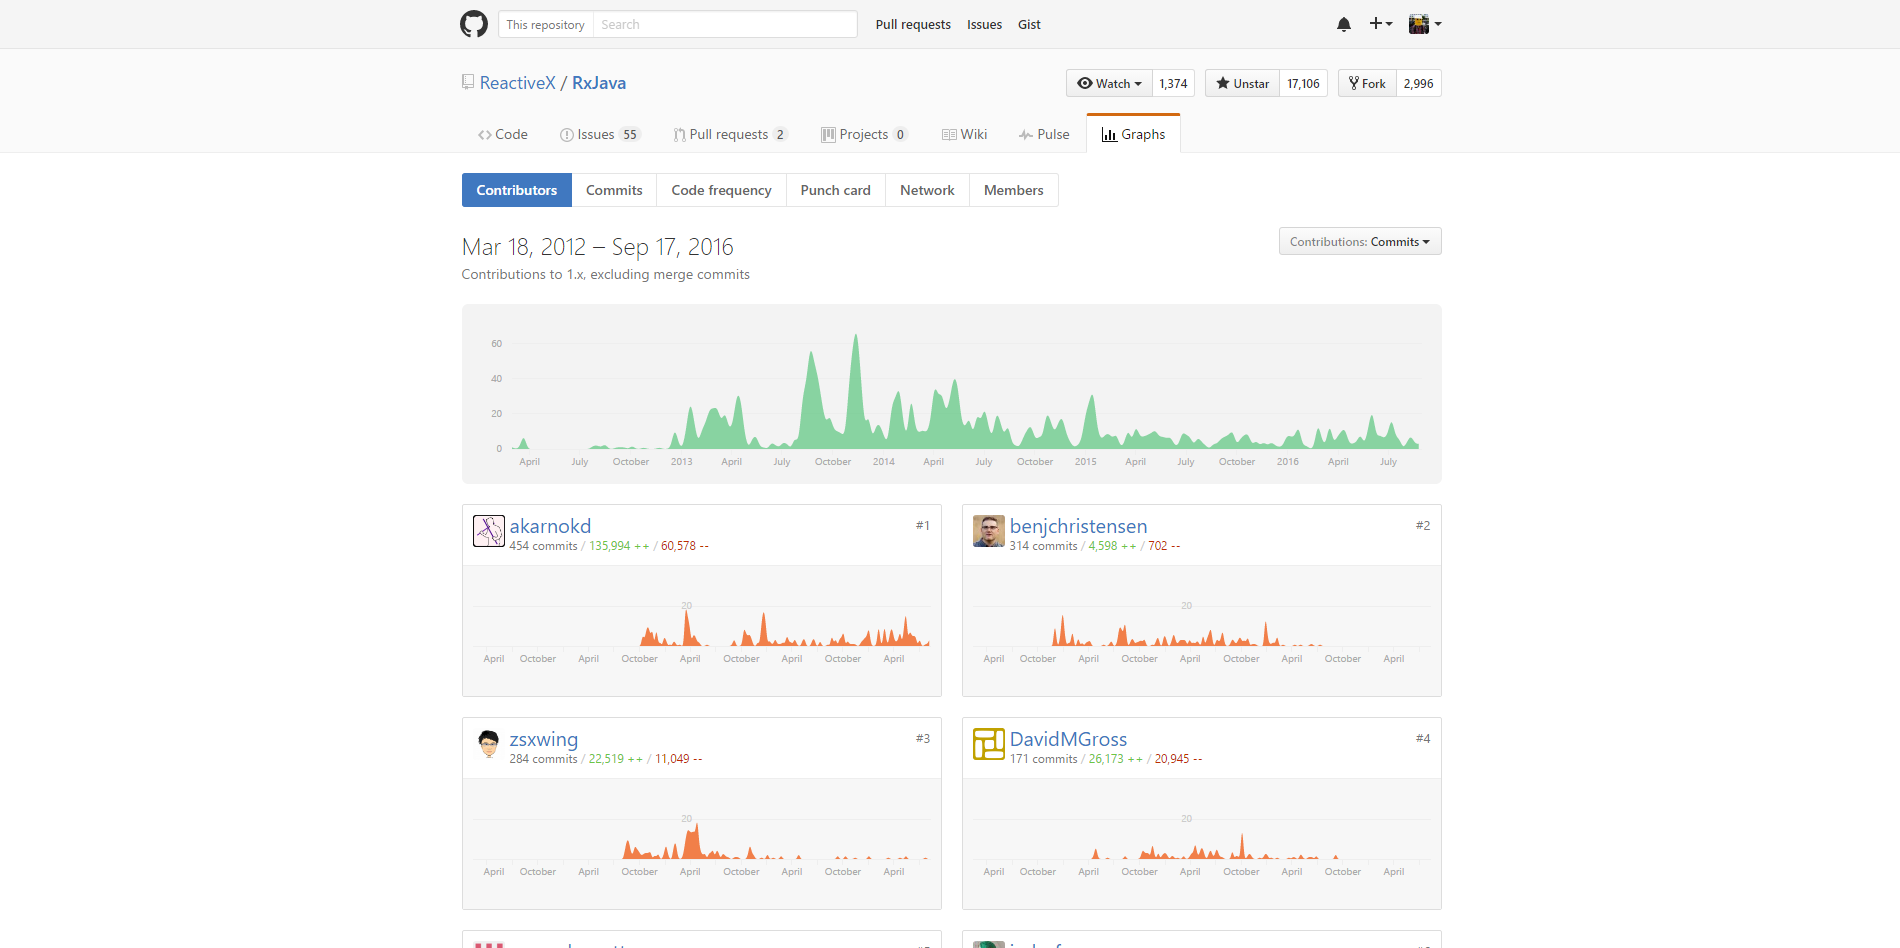 This repository Search Pull requests Issues Gist
ReactiveX / RxJava Watch 1,374 Unstar 17,106 Fork 2,996
Code Issues 55 Pull requests 2 Projects 0 Wiki Pulse Graphs
Contributors Commits Code frequency Punch card Network Members
Mar 18, 2012 – Sep 17, 2016 Contributions: Commits
Contributions to 1.x, excluding merge commits
60
40
20
0
April July October 2013 April July October 2014 April July October 2015 April July October 2016 April July
akarnokd #1
454 commits / 135,994 ++ / 60,578 --
20
April October April October April October April October April
benjchristensen #2
314 commits / 4,598 ++ / 702 --
20
April October April October April October April October April
zsxwing #3
284 commits / 22,519 ++ / 11,049 --
20
April October April October April October April October April
DavidMGross #4
171 commits / 26,173 ++ / 20,945 --
20
April October April October April October April October April